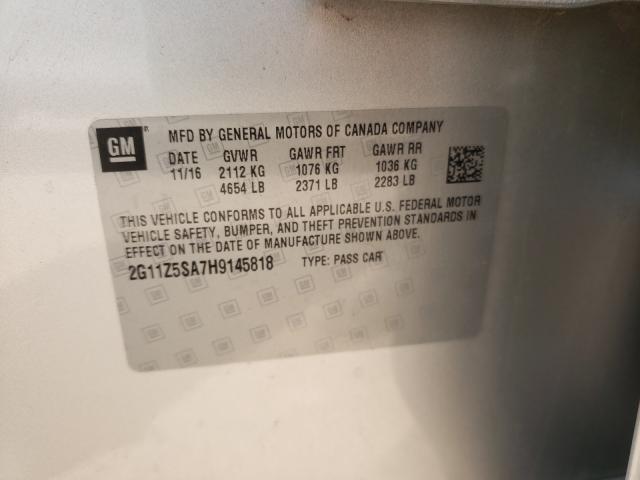 GM
MFD BY GENERAL MOTORS OF CANADA COMPANY
DATE GVWR GAWR FRT GAWR RR
11/16 2112 KG 1076 KG 1036 KG
4654 LB 2371 LB 2283 LB
THIS VEHICLE CONFORMS TO ALL APPLICABLE U.S. FEDERAL MOTOR
VEHICLE SAFETY, BUMPER, AND THEFT PREVENTION STANDARDS IN
EFFECT ON THE DATE OF MANUFACTURE SHOWN ABOVE.
2G11Z5SA7H9145818 TYPE: PASS CAR